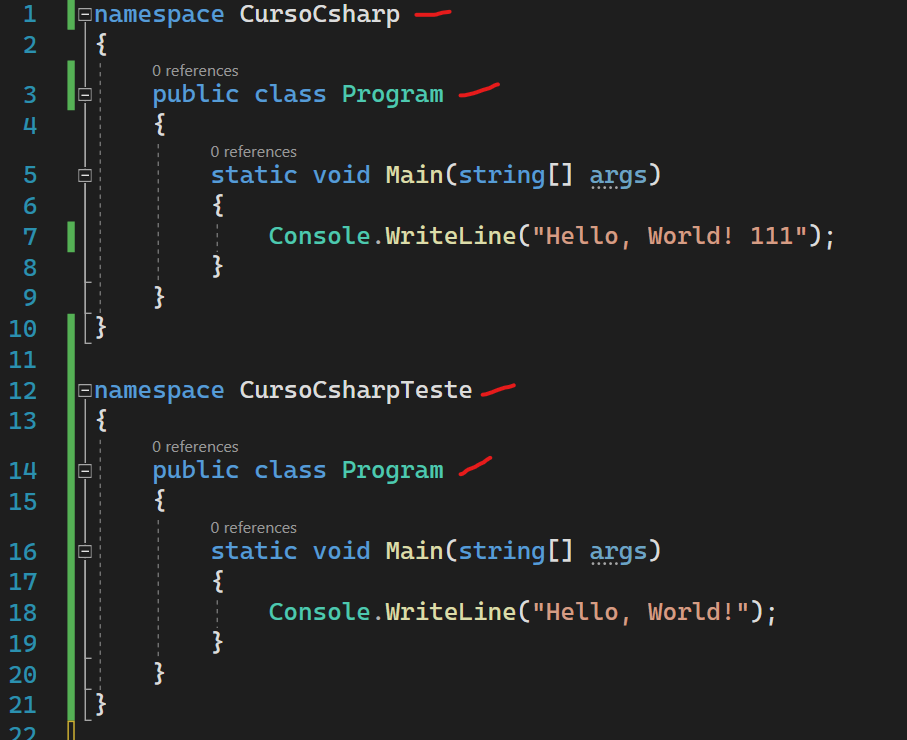 1 namespace CursoCsharp
2 {
0 references
3 public class Program
4 {
0 references
5 static void Main(string[] args)
6 {
7 Console.WriteLine("Hello, World! 111");
8 }
9 }
10 }
11
12 namespace CursoCsharpTeste
13 {
0 references
14 public class Program
15 {
0 references
16 static void Main(string[] args)
17 {
18 Console.WriteLine("Hello, World!");
19 }
20 }
21 }
22